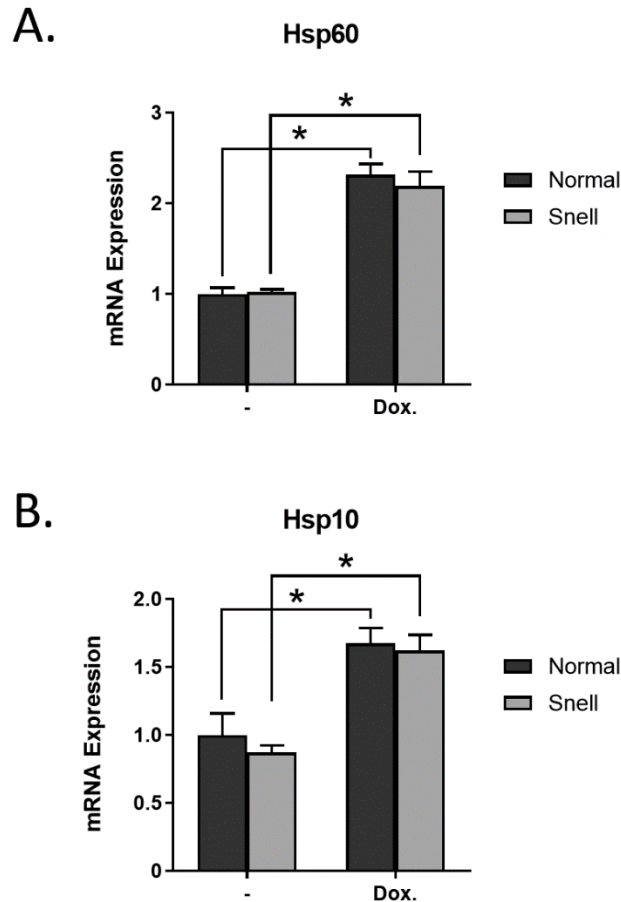 A.
Hsp60
mRNA Expression
3
2
1
0
*
*
-
Dox.
Normal
Snell
B.
Hsp10
mRNA Expression
2.0
1.5
1.0
0.5
0
*
*
-
Dox.
Normal
Snell